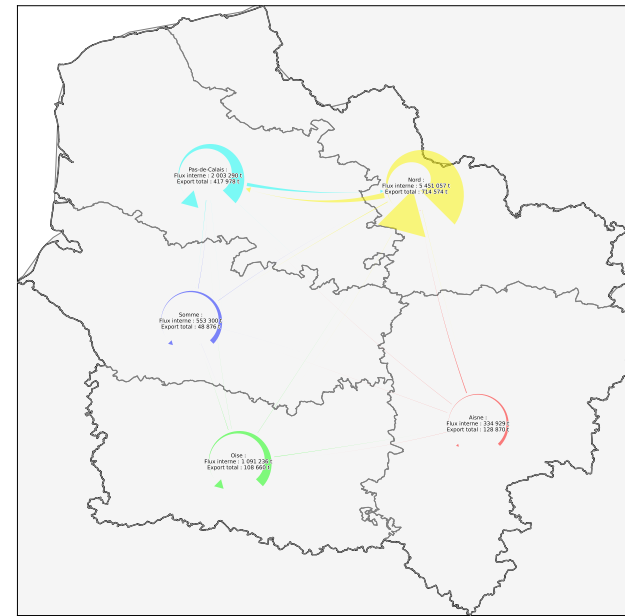 Pas-de-Calais :
Flux interne : 2 003 290 t
Export total : 417 978 t
Nord :
Flux interne : 5 451 057 t
Export total : 714 574 t
Somme :
Flux interne : 553 300 t
Export total : 48 876 t
Aisne :
Flux interne : 334 929 t
Export total : 128 870 t
Oise :
Flux interne : 1 091 236 t
Export total : 108 660 t